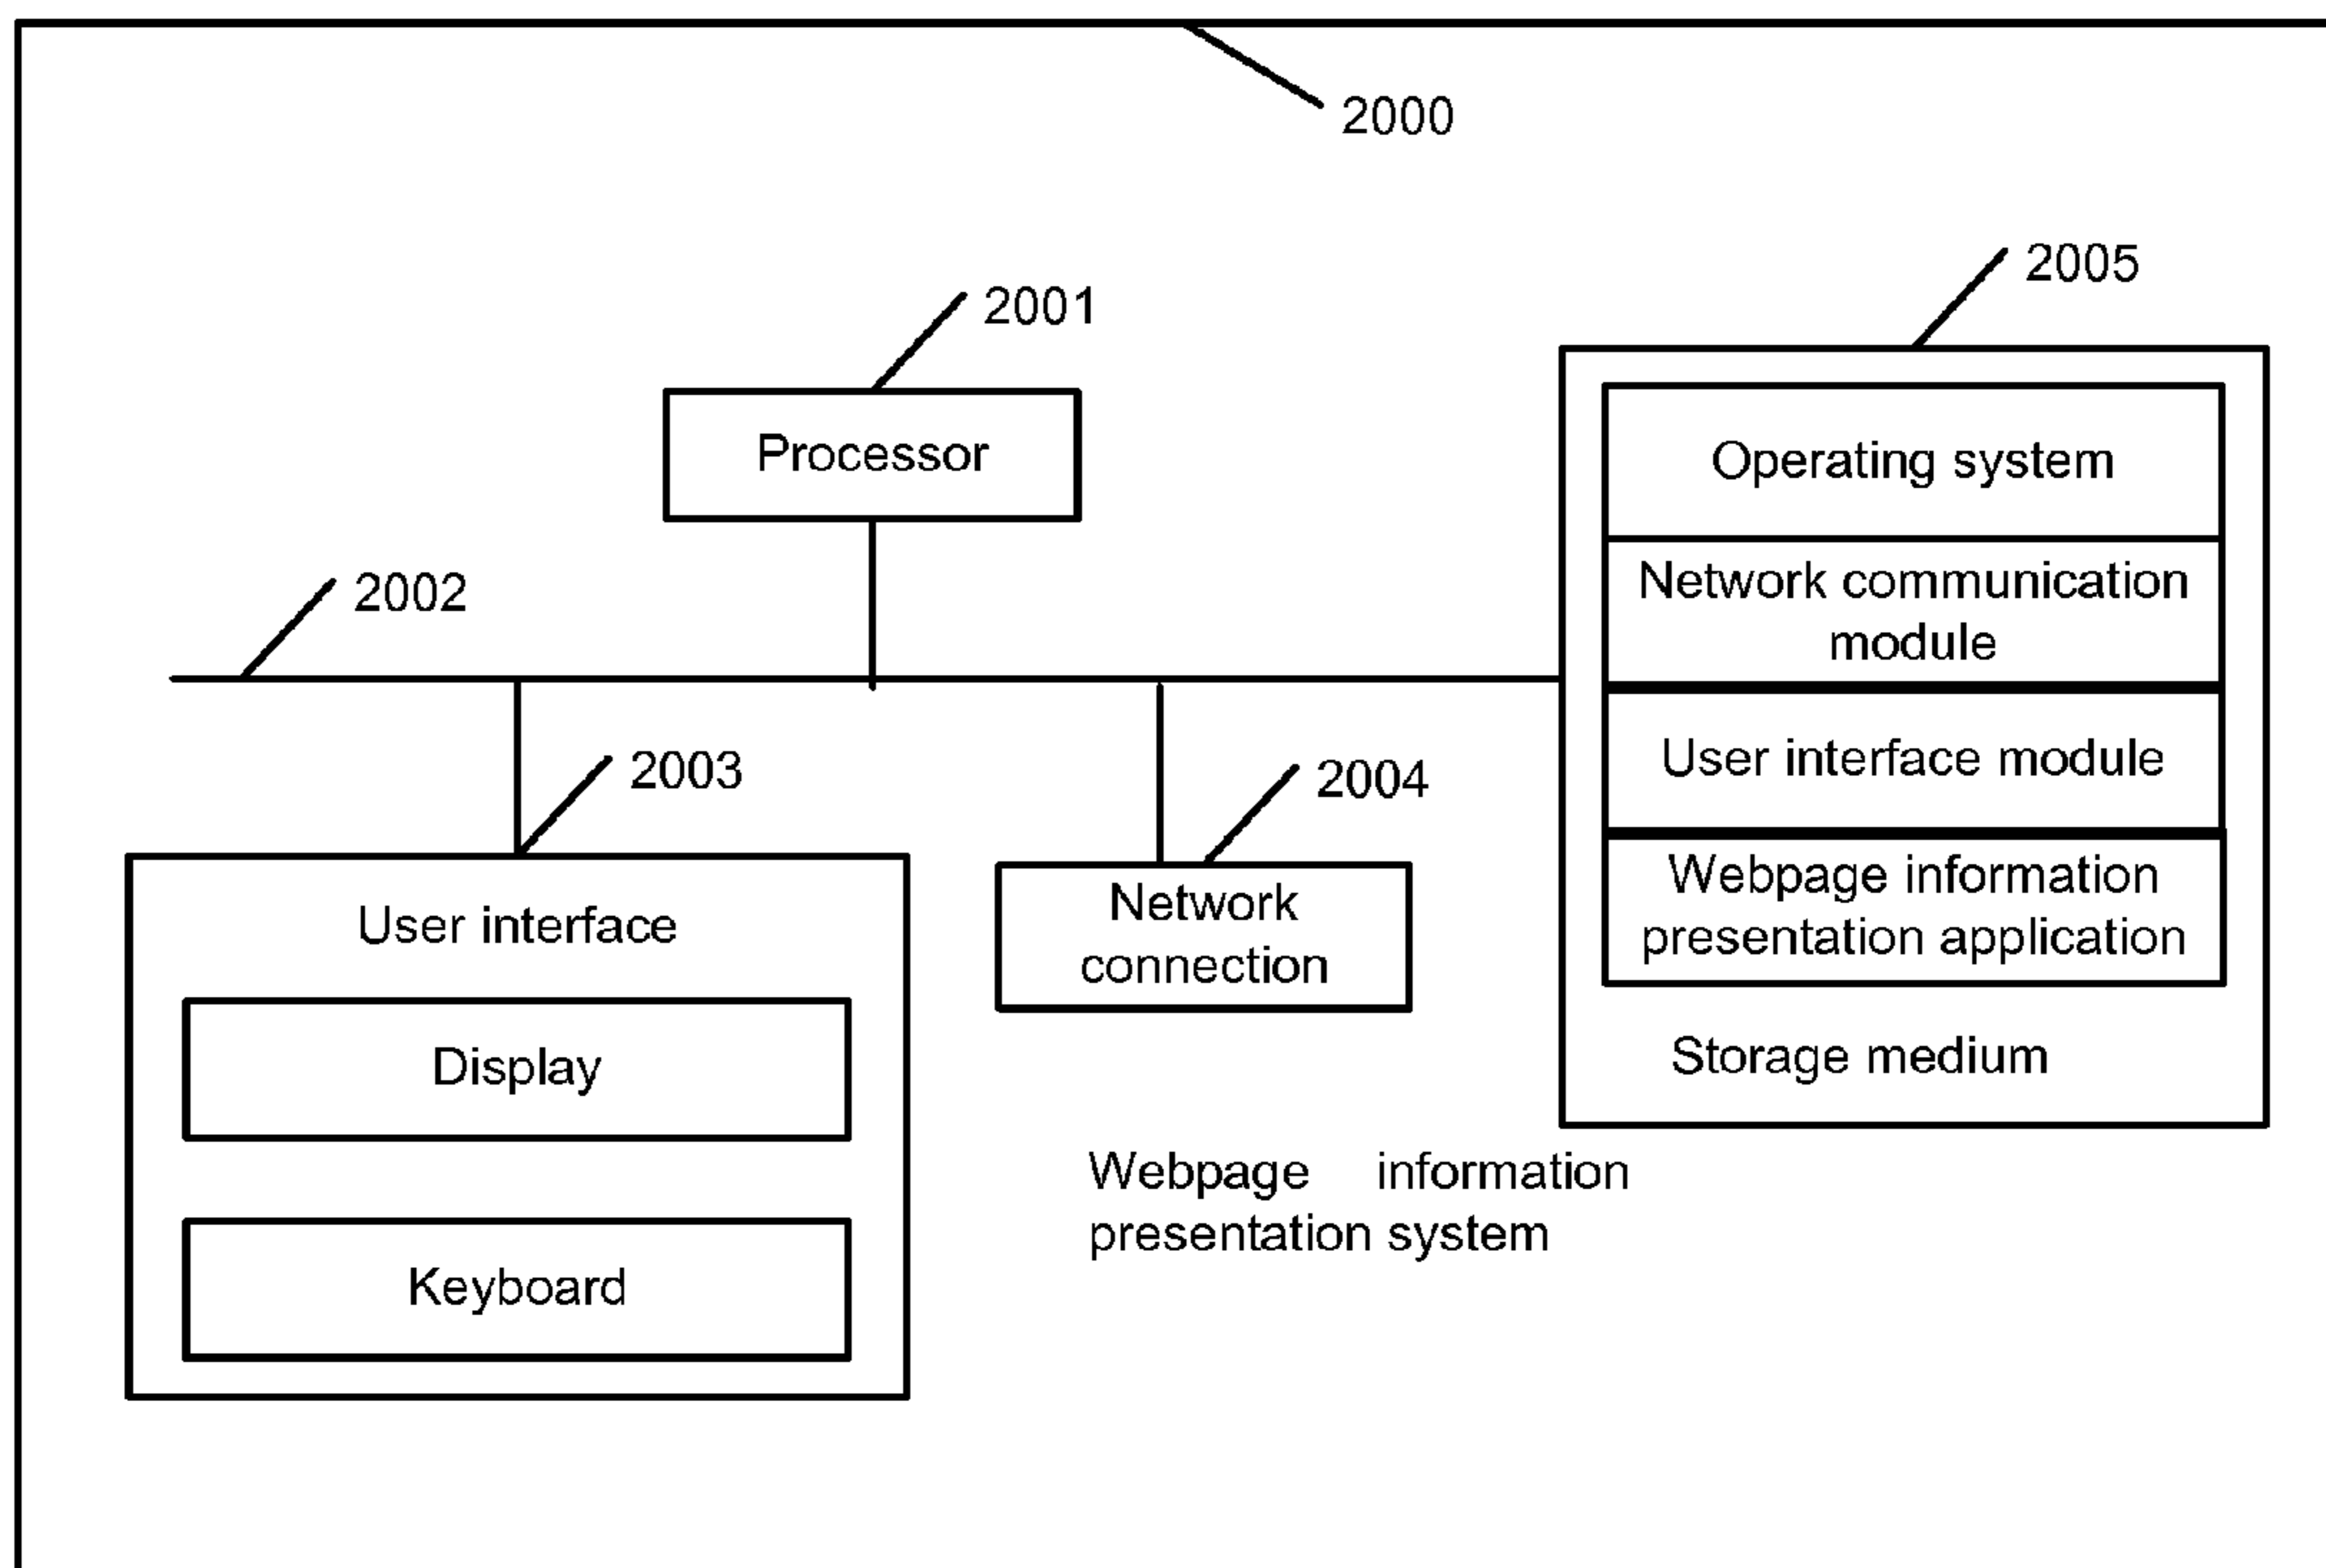 2000
2005
2001
Processor
Operating system
Network communication
module
2002
User interface module
2003
2004
Webpage information
presentation application
Network
connection
User interface
Storage medium
Display
Webpage information
presentation system
Keyboard